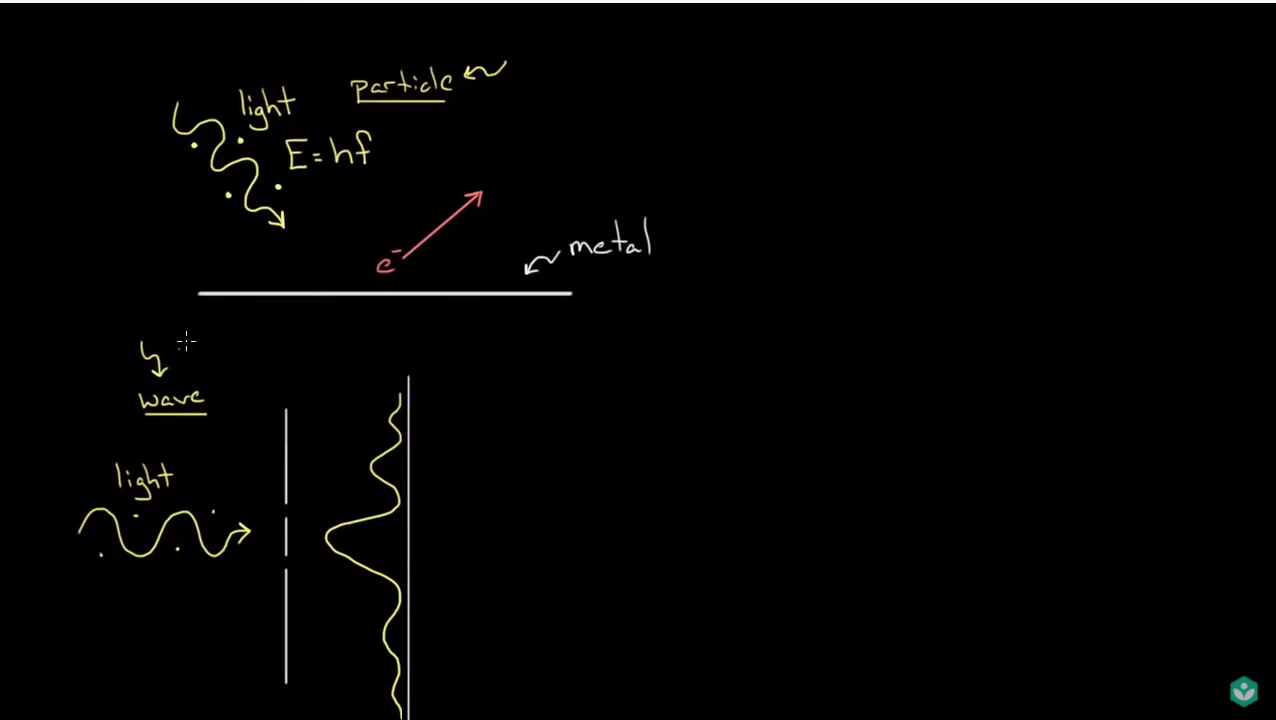 particle
light
E=hf
metal
e⁻
wave
light